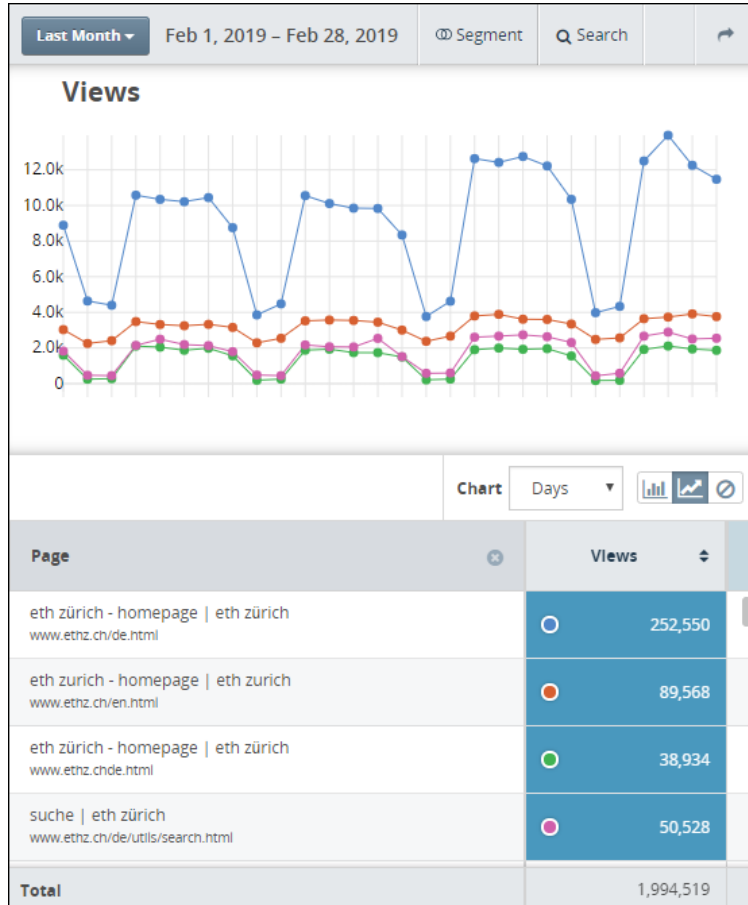 Last Month Feb 1, 2019 – Feb 28, 2019 Segment Search
Views
12.0k
10.0k
8.0k
6.0k
4.0k
2.0k
0
Chart Days
Page VIews
eth zürich - homepage | eth zürich
www.ethz.ch/de.html
252,550
eth zurich - homepage | eth zurich
www.ethz.ch/en.html
89,568
eth zürich - homepage | eth zürich
www.ethz.chde.html
38,934
suche | eth zürich
www.ethz.ch/de/utils/search.html
50,528
Total 1,994,519